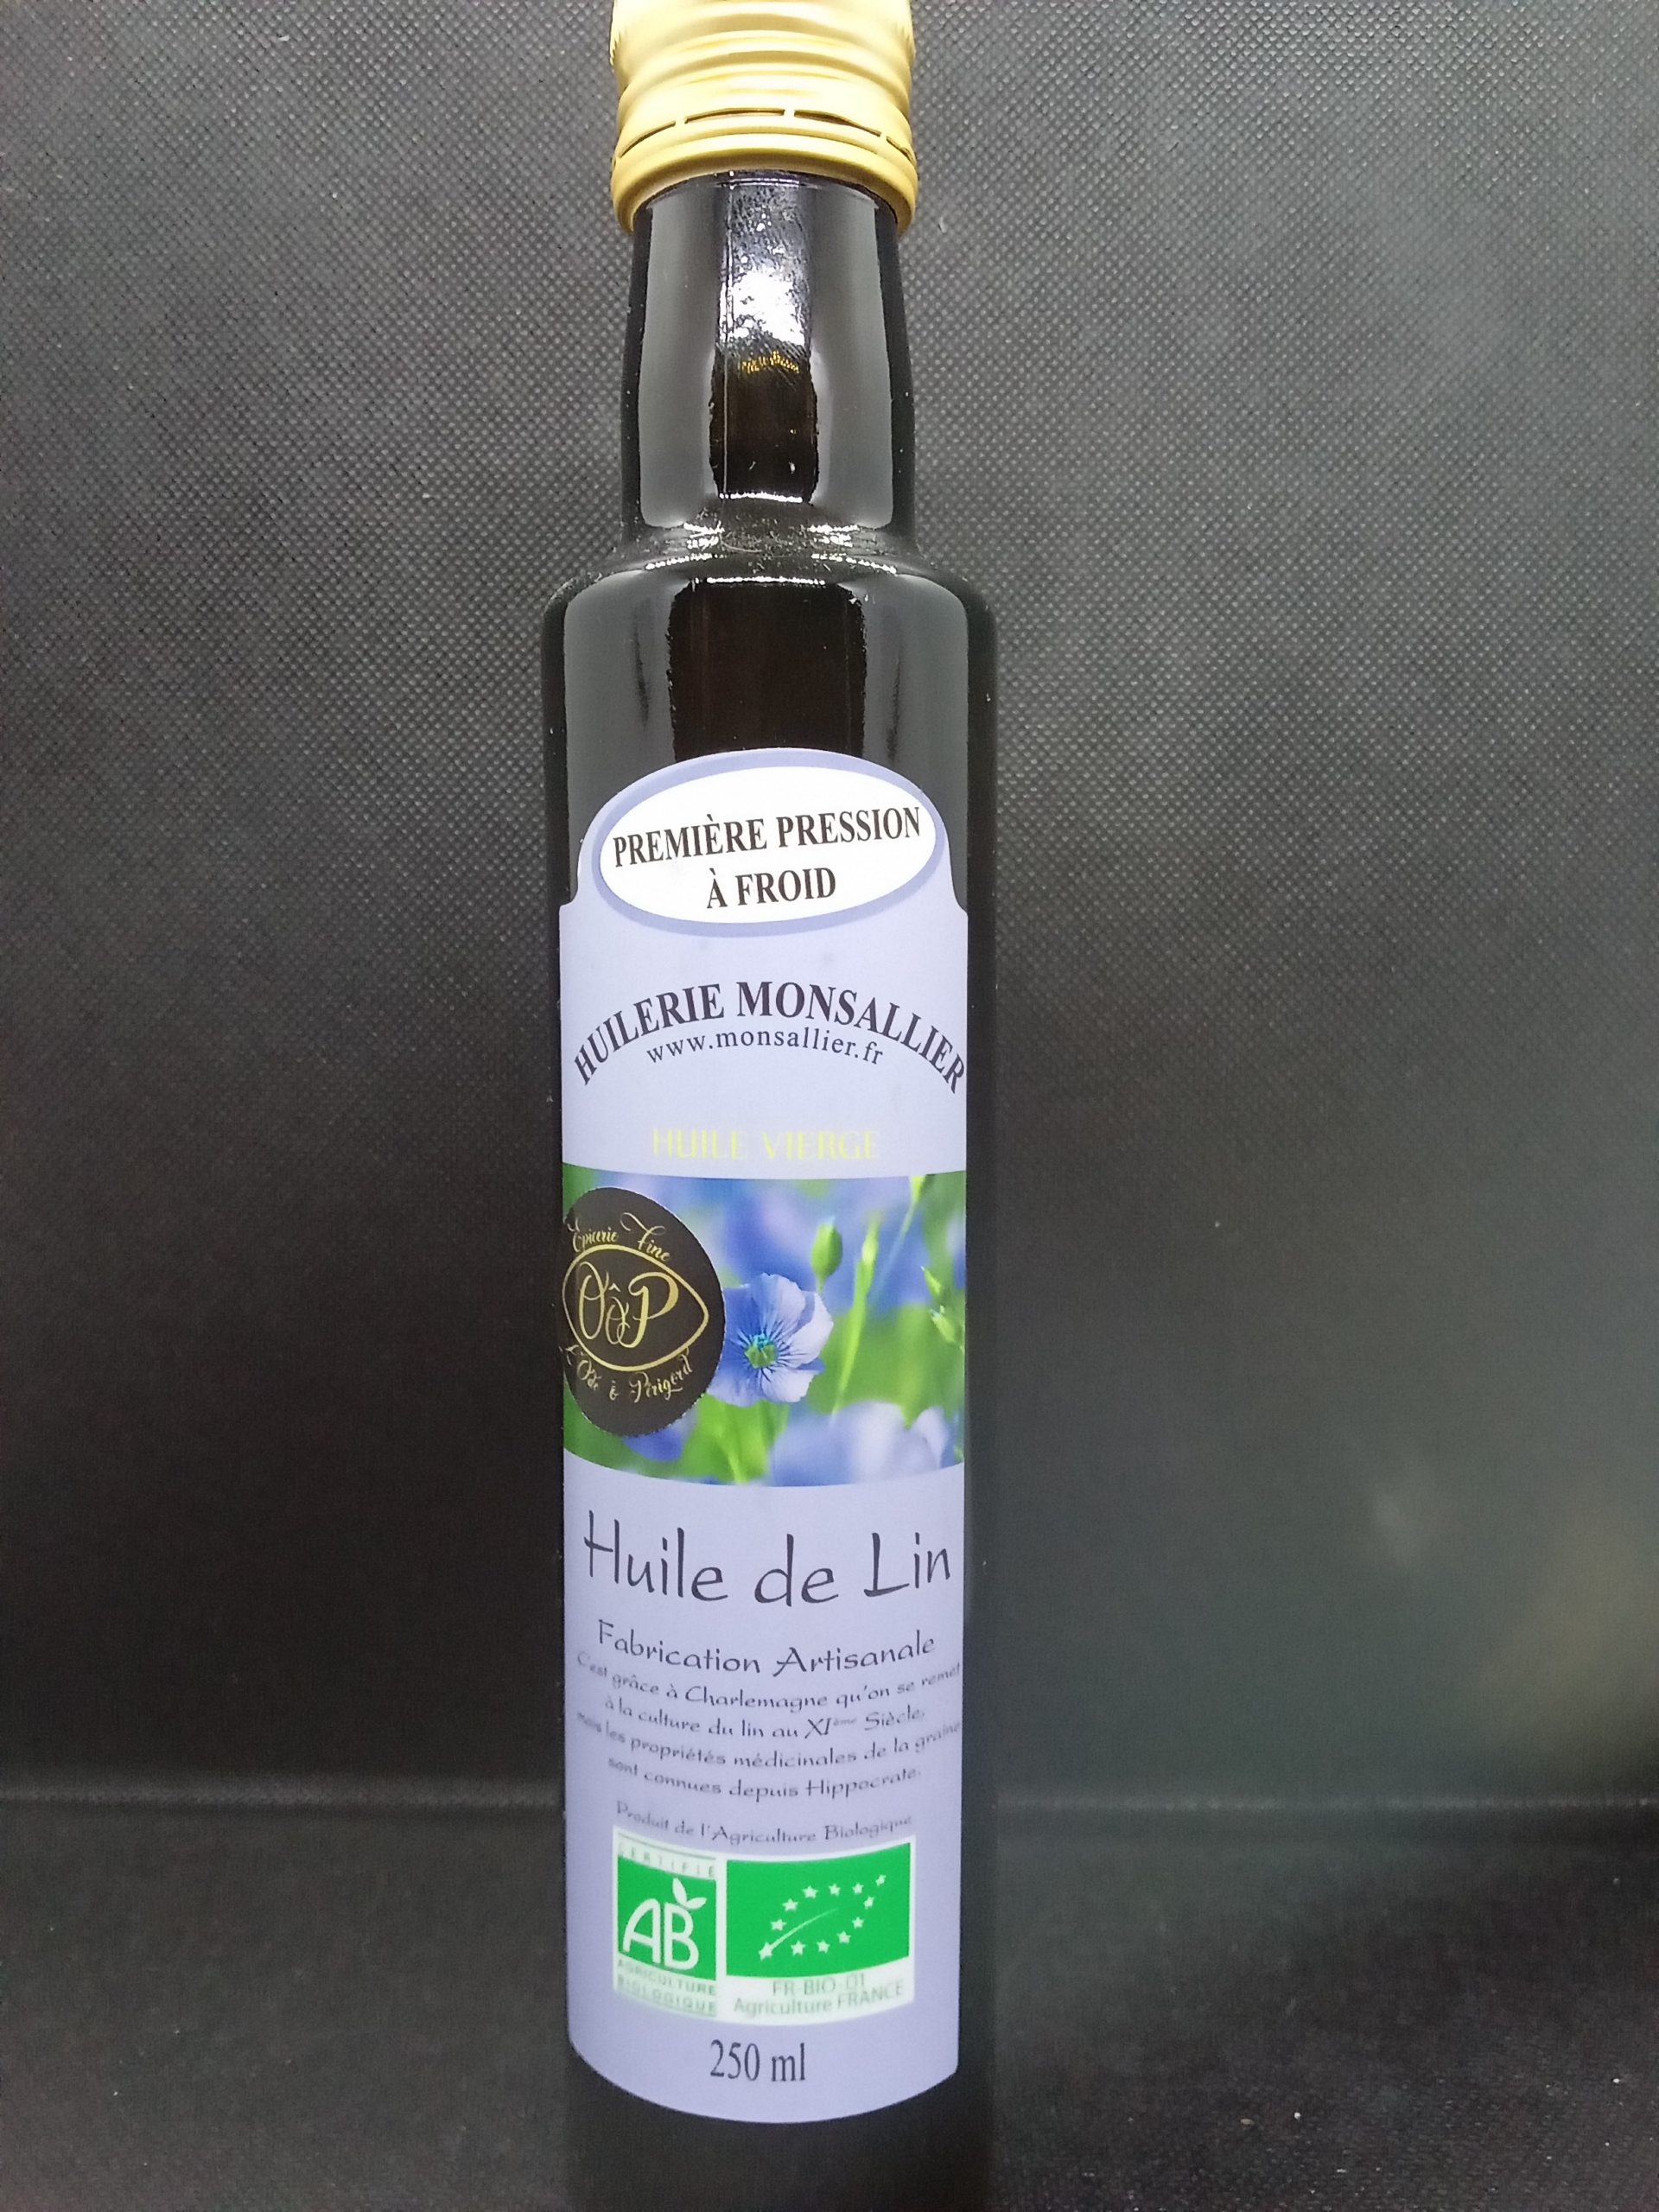 PREMIÈRE PRESSION
À FROID
HUILERIE MONSALLIER
www.monsallier.fr
HUILE VIERGE
Epicerie Fine
OôP
L'Ode ô Périgord
Huile de Lin
Fabrication Artisanale
C'est grâce à Charlemagne qu'on se remet
à la culture du lin au XIème Siècle,
mais les propriétés médicinales de la graine
sont connues depuis Hippocrate.
Produit de l'Agriculture Biologique
CERTIFIÉ
AB
AGRICULTURE
BIOLOGIQUE
FR-BIO-01
Agriculture FRANCE
250 ml